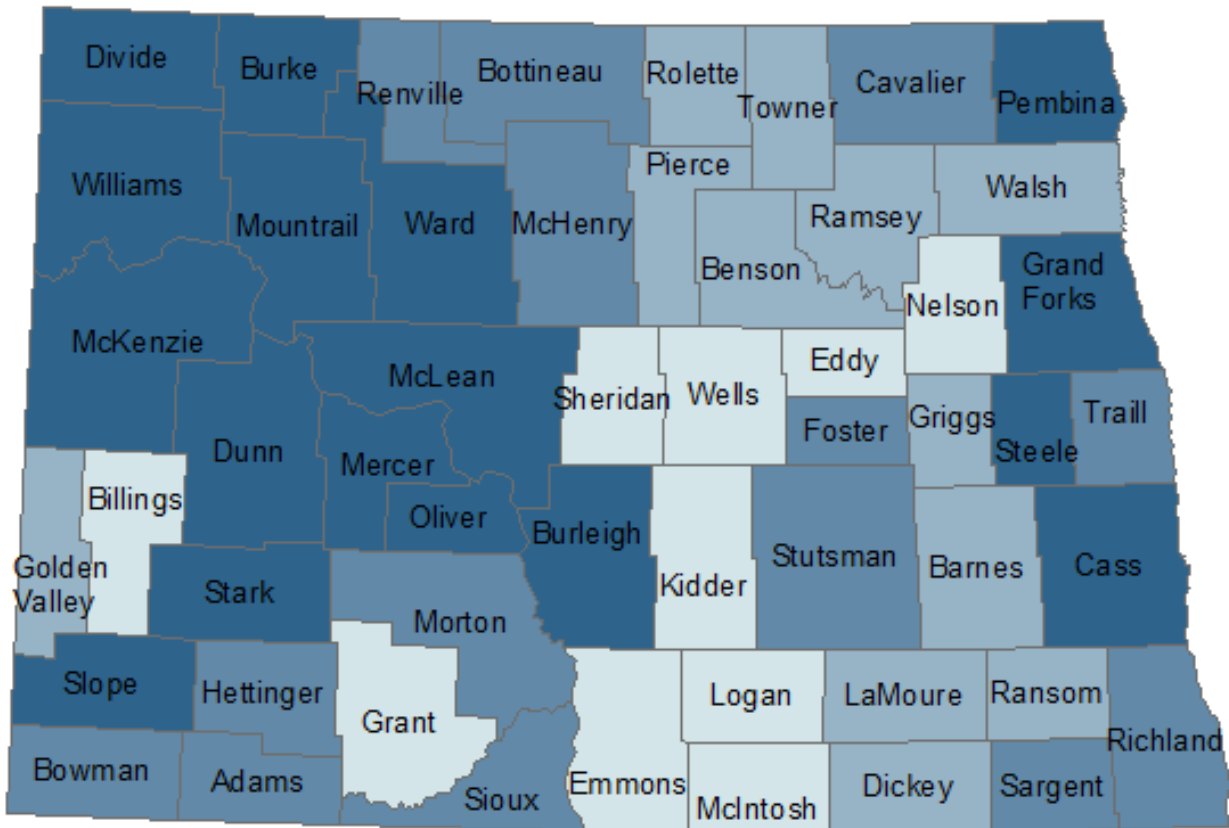 Divide
Burke
Renville
Bottineau
Rolette
Towner
Cavalier
Pembina
Williams
Mountrail
Ward
McHenry
Pierce
Benson
Ramsey
Walsh
Nelson
Grand
Forks
McKenzie
McLean
Sheridan
Wells
Eddy
Foster
Griggs
Steele
Traill
Dunn
Mercer
Oliver
Billings
Golden
Valley
Stark
Burleigh
Kidder
Stutsman
Barnes
Cass
Morton
Slope
Hettinger
Grant
Logan
LaMoure
Ransom
Richland
Bowman
Adams
Sioux
Emmons
McIntosh
Dickey
Sargent